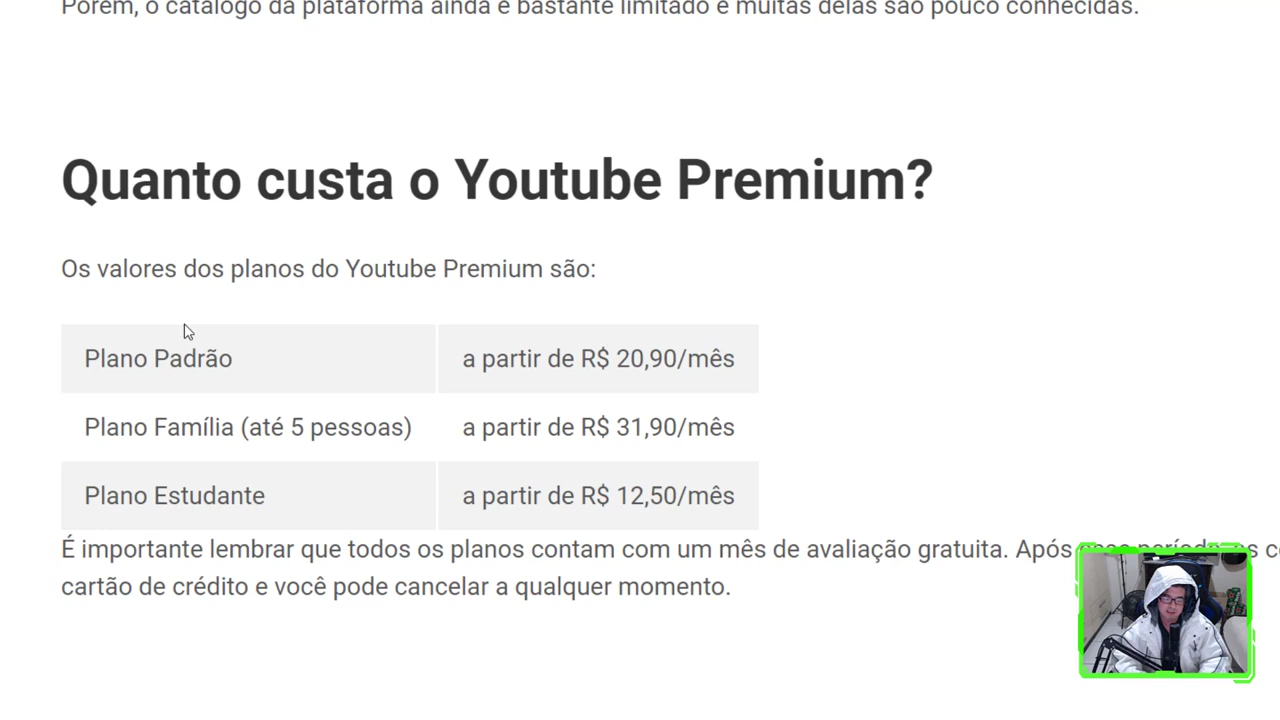 Porém, o catálogo da plataforma ainda é bastante limitado e muitas delas são pouco conhecidas.
Quanto custa o Youtube Premium?
Os valores dos planos do Youtube Premium são:
Plano Padrão a partir de R$ 20,90/mês
Plano Família (até 5 pessoas) a partir de R$ 31,90/mês
Plano Estudante a partir de R$ 12,50/mês
É importante lembrar que todos os planos contam com um mês de avaliação gratuita. Após
cartão de crédito e você pode cancelar a qualquer momento.